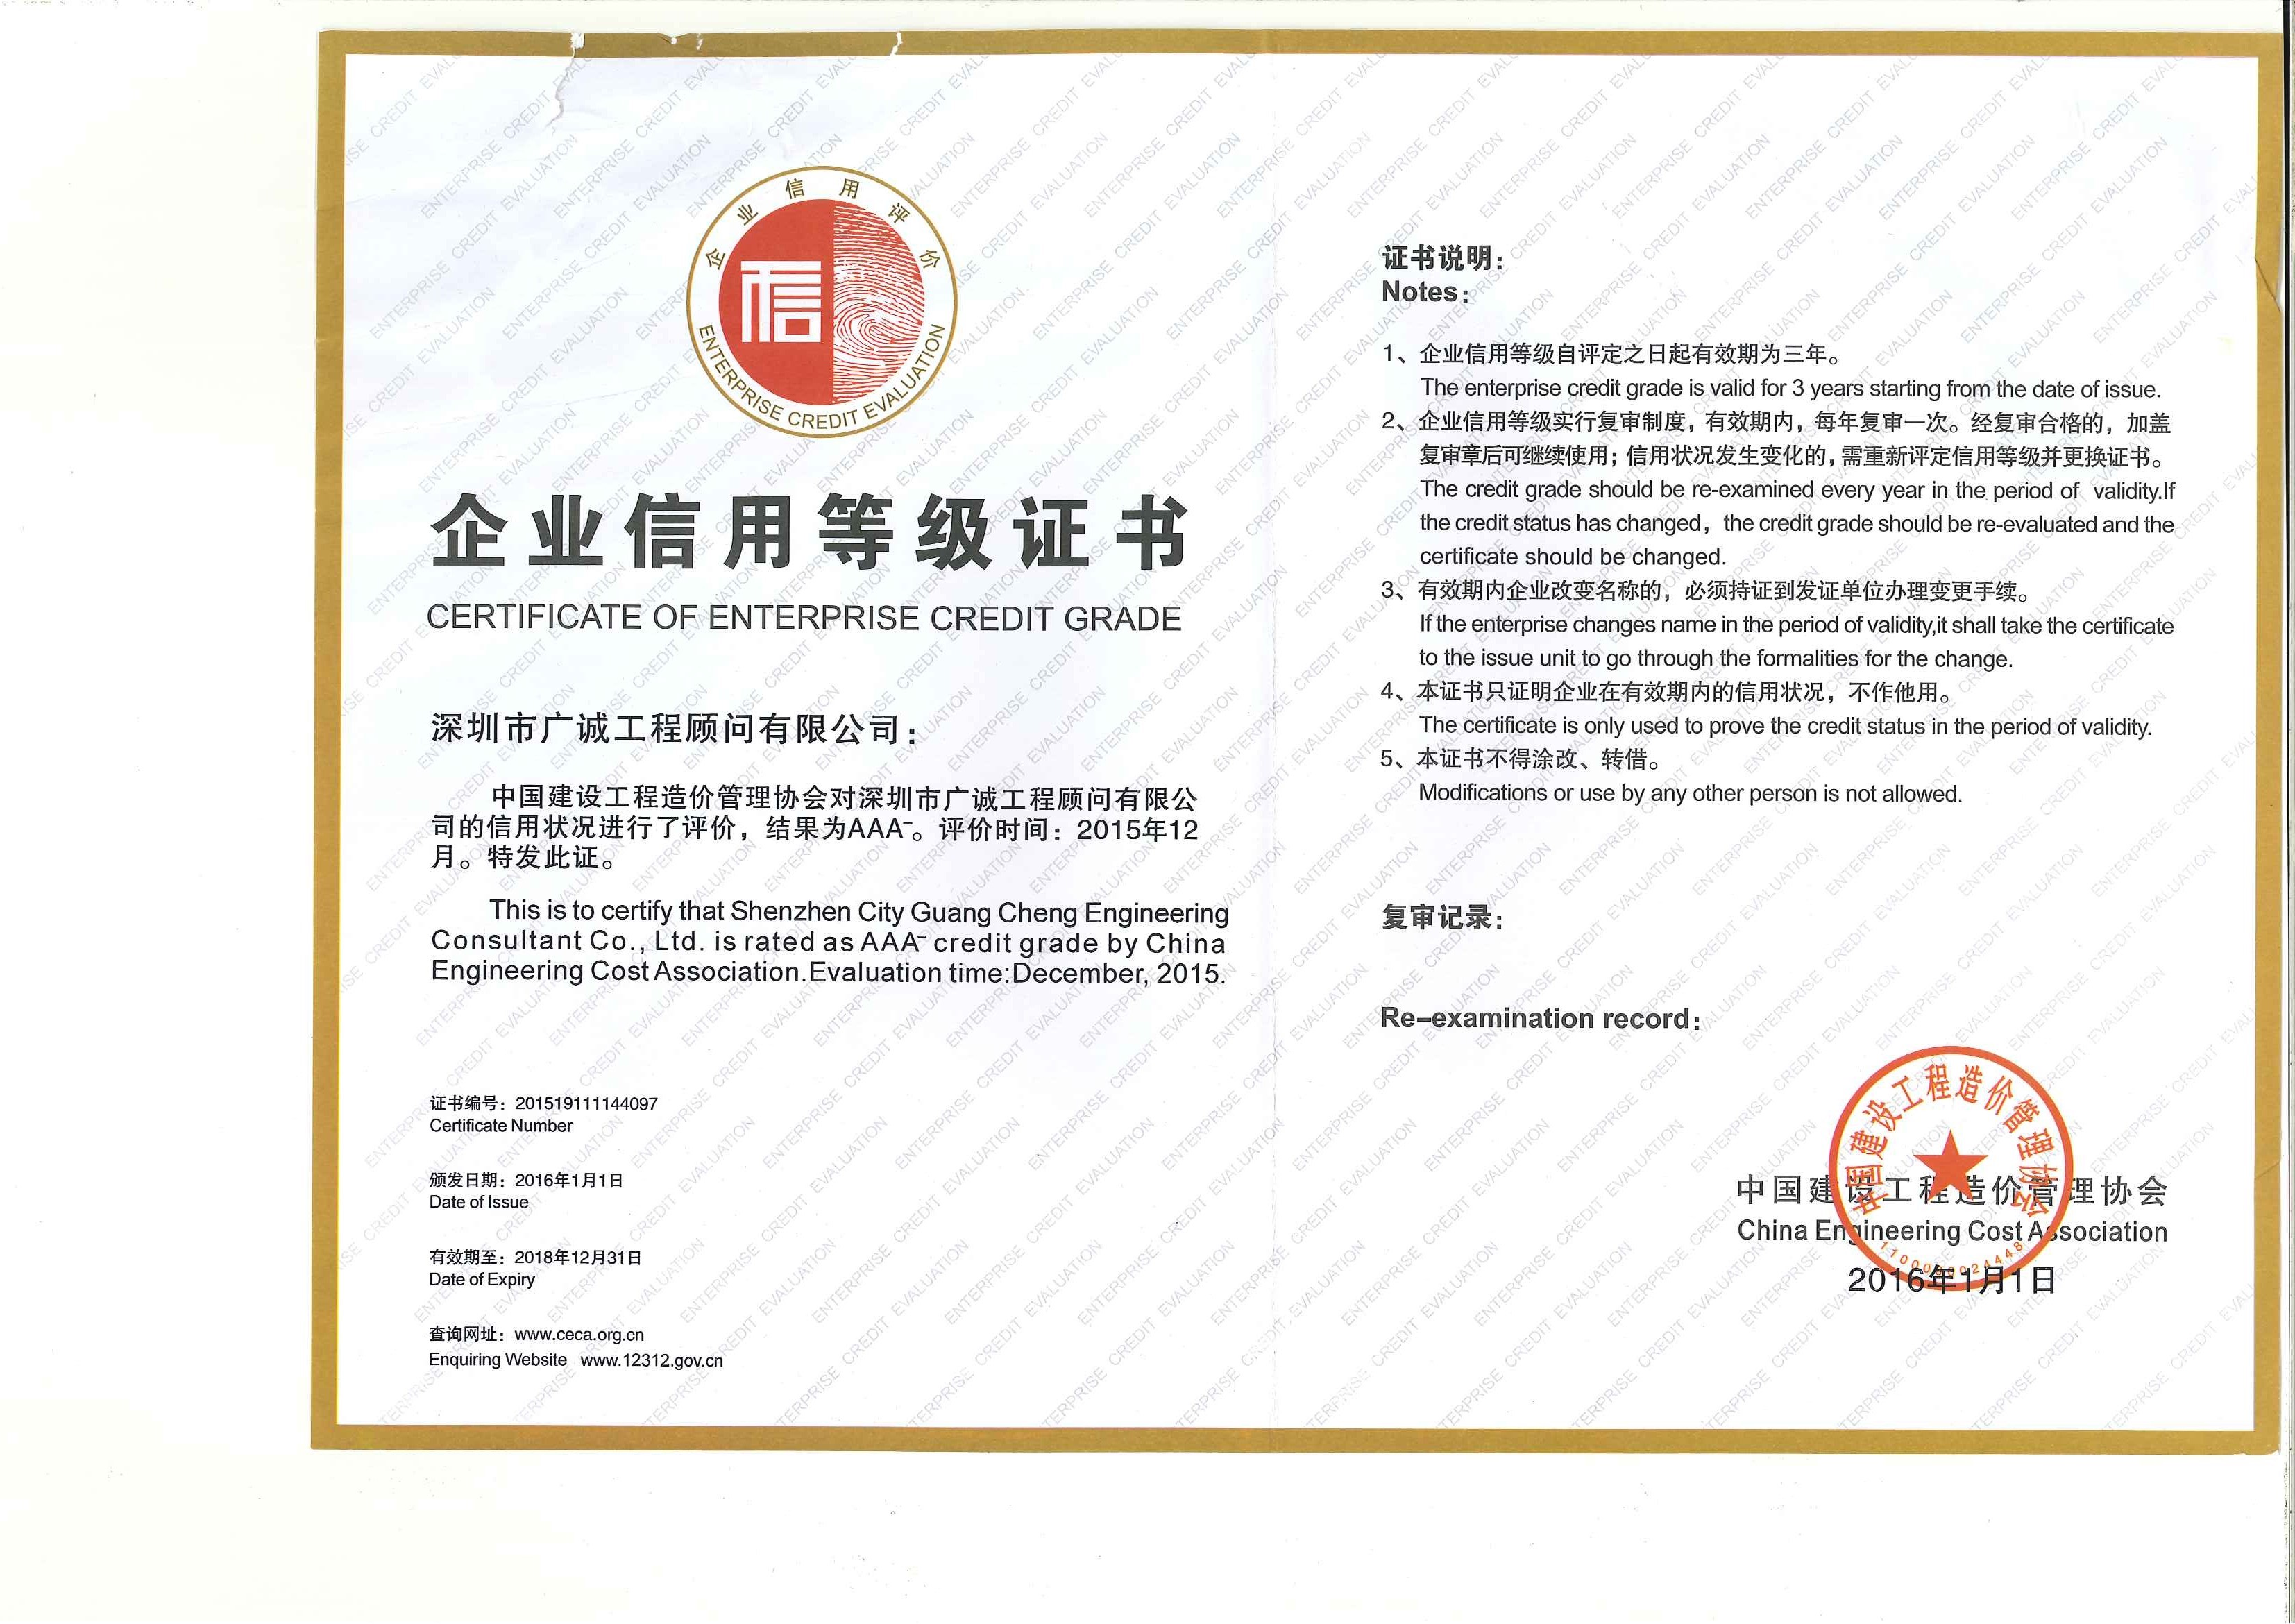 企业信用评价
信
ENTERPRISE CREDIT EVALUATION
企业信用等级证书
CERTIFICATE OF ENTERPRISE CREDIT GRADE
深圳市广诚工程顾问有限公司：
中国建设工程造价管理协会对深圳市广诚工程顾问有限公
司的信用状况进行了评价，结果为AAA⁻。评价时间：2015年12
月。特发此证。
This is to certify that Shenzhen City Guang Cheng Engineering
Consultant Co., Ltd. is rated as AAA⁻ credit grade by China
Engineering Cost Association.Evaluation time:December, 2015.
证书编号：201519111144097
Certificate Number
颁发日期：2016年1月1日
Date of Issue
有效期至：2018年12月31日
Date of Expiry
查询网址：www.ceca.org.cn
Enquiring Website www.12312.gov.cn
证书说明：
Notes：
1、企业信用等级自评定之日起有效期为三年。
The enterprise credit grade is valid for 3 years starting from the date of issue.
2、企业信用等级实行复审制度，有效期内，每年复审一次。经复审合格的，加盖
复审章后可继续使用；信用状况发生变化的，需重新评定信用等级并更换证书。
The credit grade should be re-examined every year in the period of validity.If
the credit status has changed，the credit grade should be re-evaluated and the
certificate should be changed.
3、有效期内企业改变名称的，必须持证到发证单位办理变更手续。
If the enterprise changes name in the period of validity,it shall take the certificate
to the issue unit to go through the formalities for the change.
4、本证书只证明企业在有效期内的信用状况，不作他用。
The certificate is only used to prove the credit status in the period of validity.
5、本证书不得涂改、转借。
Modifications or use by any other person is not allowed.
复审记录：
Re–examination record：
中国建设工程造价管理协会
中国建设工程造价管理协会
China Engineering Cost Association
2016年1月1日